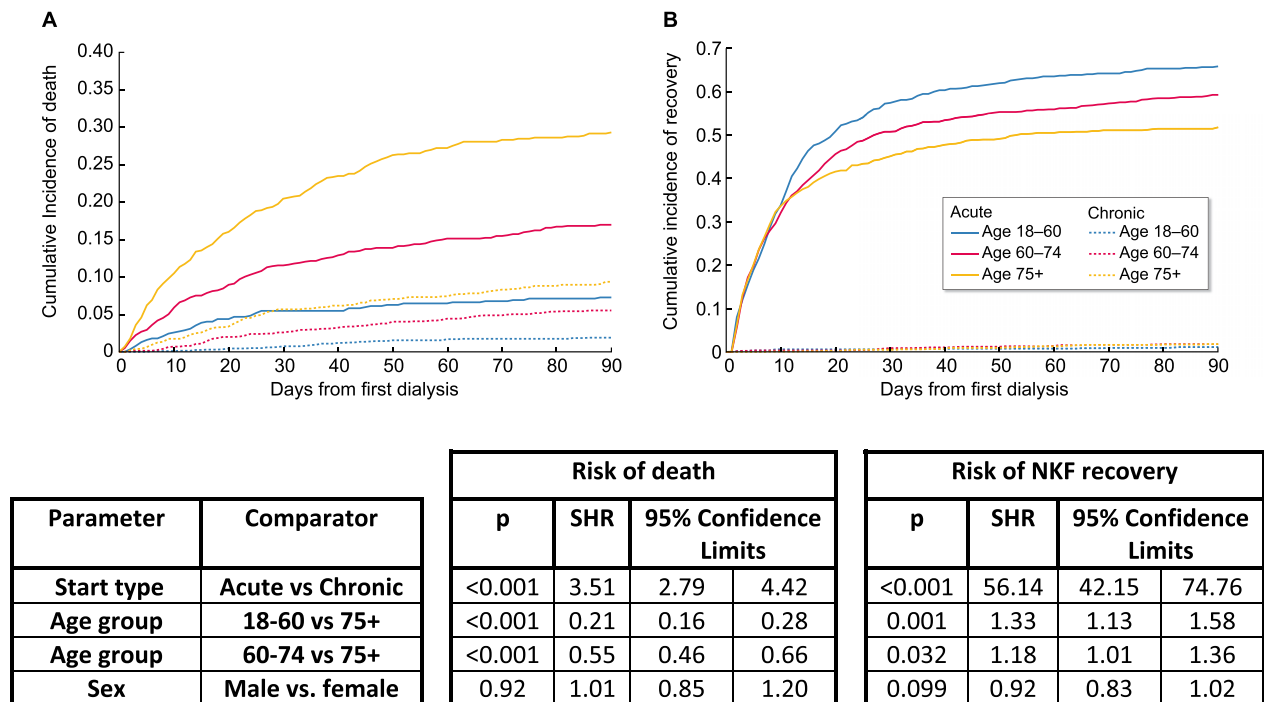 A
Cumulative Incidence of death
0.40
0.35
0.30
0.25
0.20
0.15
0.10
0.05
0
0 10 20 30 40 50 60 70 80 90
Days from first dialysis
B
Cumulative incidence of recovery
0.7
0.6
0.5
0.4
0.3
0.2
0.1
0
0 10 20 30 40 50 60 70 80 90
Days from first dialysis
Acute Chronic
Age 18–60 Age 18–60
Age 60–74 Age 60–74
Age 75+ Age 75+
Risk of death Risk of NKF recovery
Parameter Comparator p SHR 95% Confidence p SHR 95% Confidence
Limits Limits
Start type Acute vs Chronic <0.001 3.51 2.79 4.42 <0.001 56.14 42.15 74.76
Age group 18-60 vs 75+ <0.001 0.21 0.16 0.28 0.001 1.33 1.13 1.58
Age group 60-74 vs 75+ <0.001 0.55 0.46 0.66 0.032 1.18 1.01 1.36
Sex Male vs. female 0.92 1.01 0.85 1.20 0.099 0.92 0.83 1.02